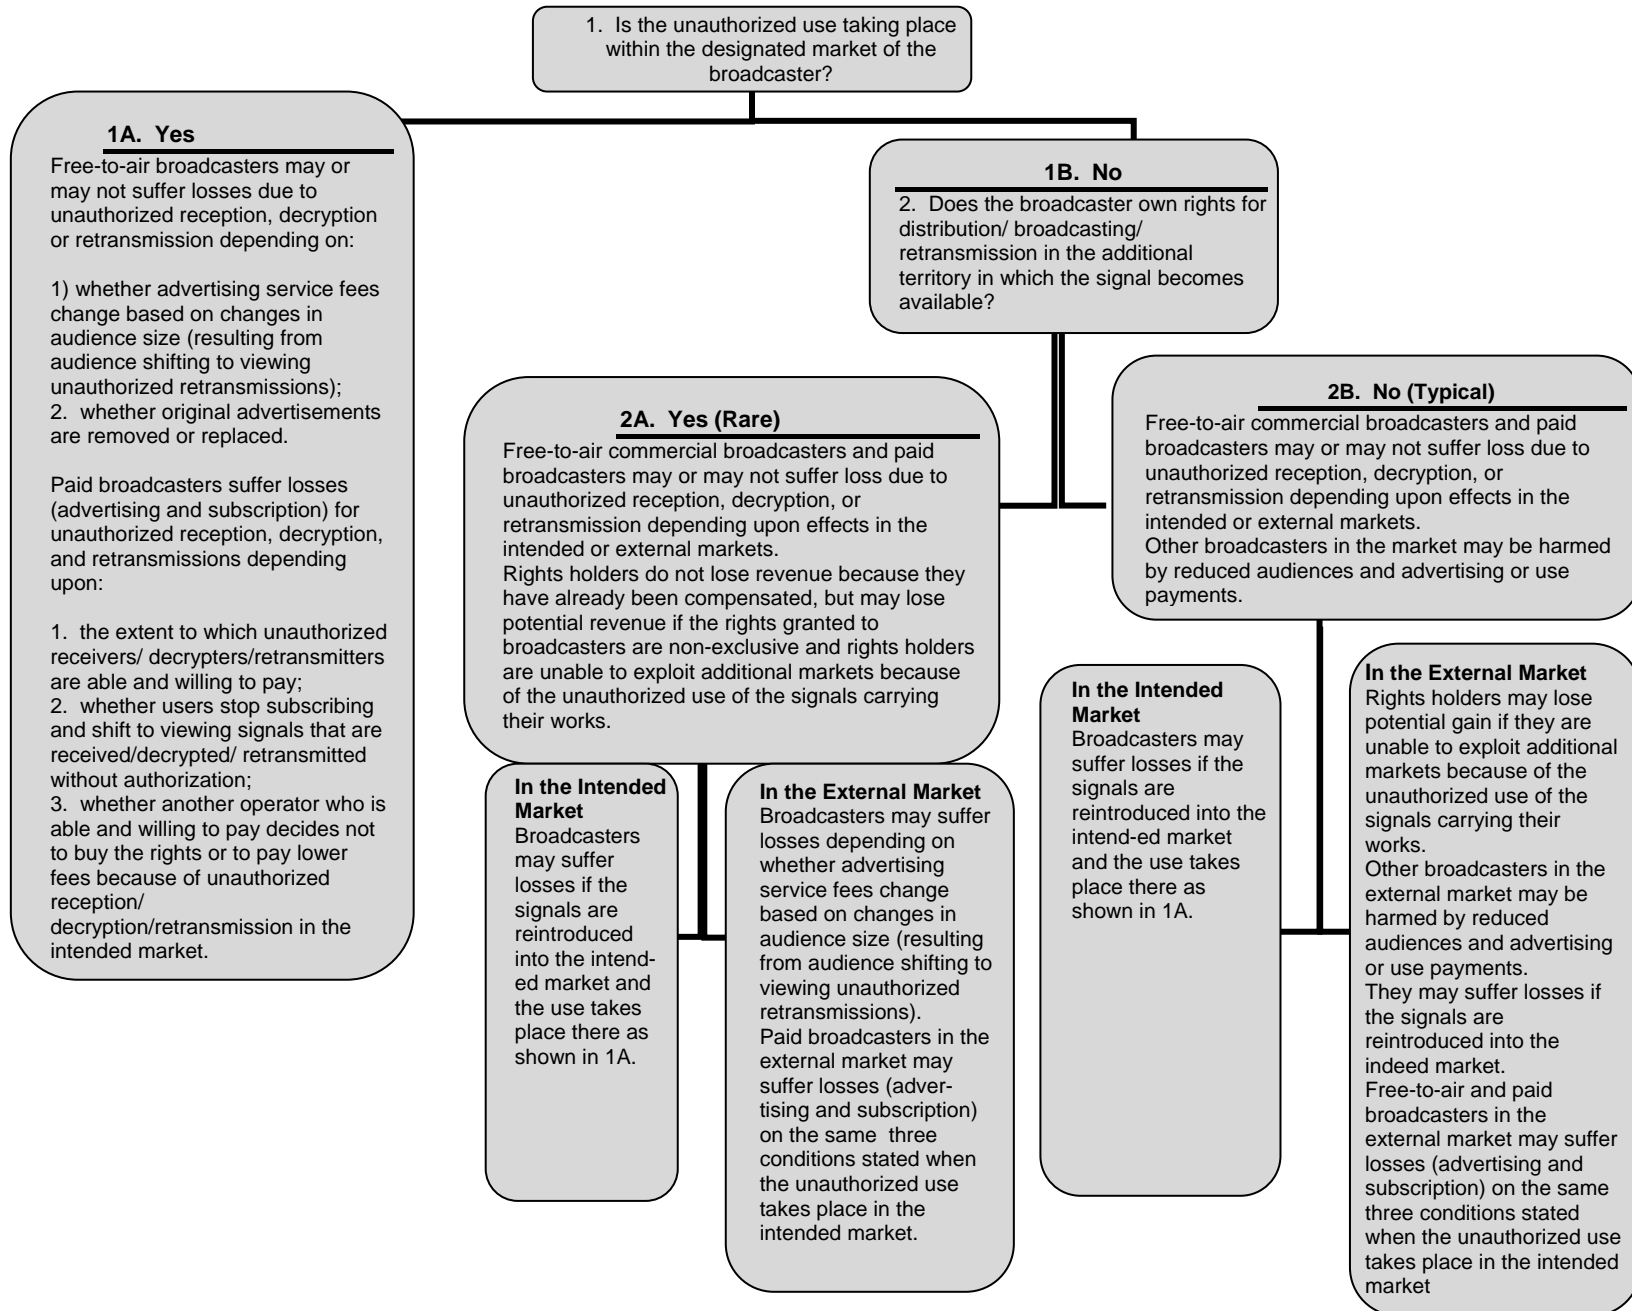 1. Is the unauthorized use taking place
within the designated market of the
broadcaster?
1A. Yes
Free-to-air broadcasters may or
may not suffer losses due to
unauthorized reception, decryption
or retransmission depending on:
1) whether advertising service fees
change based on changes in
audience size (resulting from
audience shifting to viewing
unauthorized retransmissions);
2. whether original advertisements
are removed or replaced.
Paid broadcasters suffer losses
(advertising and subscription) for
unauthorized reception, decryption,
and retransmissions depending
upon:
1. the extent to which unauthorized
receivers/ decrypters/retransmitters
are able and willing to pay;
2. whether users stop subscribing
and shift to viewing signals that are
received/decrypted/ retransmitted
without authorization;
3. whether another operator who is
able and willing to pay decides not
to buy the rights or to pay lower
fees because of unauthorized
reception/
decryption/retransmission in the
intended market.
1B. No
2. Does the broadcaster own rights for
distribution/ broadcasting/
retransmission in the additional
territory in which the signal becomes
available?
2A. Yes (Rare)
Free-to-air commercial broadcasters and paid
broadcasters may or may not suffer loss due to
unauthorized reception, decryption, or
retransmission depending upon effects in the
intended or external markets.
Rights holders do not lose revenue because they
have already been compensated, but may lose
potential revenue if the rights granted to
broadcasters are non-exclusive and rights holders
are unable to exploit additional markets because
of the unauthorized use of the signals carrying
their works.
2B. No (Typical)
Free-to-air commercial broadcasters and paid
broadcasters may or may not suffer loss due to
unauthorized reception, decryption, or
retransmission depending upon effects in the
intended or external markets.
Other broadcasters in the market may be harmed
by reduced audiences and advertising or use
payments.
In the Intended
Market
Broadcasters
may suffer
losses if the
signals are
reintroduced
into the intend-
ed market and
the use takes
place there as
shown in 1A.
In the External Market
Broadcasters may suffer
losses depending on
whether advertising
service fees change
based on changes in
audience size (resulting
from audience shifting to
viewing unauthorized
retransmissions).
Paid broadcasters in the
external market may
suffer losses (adver-
tising and subscription)
on the same three
conditions stated when
the unauthorized use
takes place in the
intended market.
In the Intended
Market
Broadcasters may
suffer losses if the
signals are
reintroduced into the
intend-ed market
and the use takes
place there as
shown in 1A.
In the External Market
Rights holders may lose
potential gain if they are
unable to exploit additional
markets because of the
unauthorized use of the
signals carrying their
works.
Other broadcasters in the
external market may be
harmed by reduced
audiences and advertising
or use payments.
They may suffer losses if
the signals are
reintroduced into the
indeed market.
Free-to-air and paid
broadcasters in the
external market may suffer
losses (advertising and
subscription) on the same
three conditions stated
when the unauthorized use
takes place in the intended
market